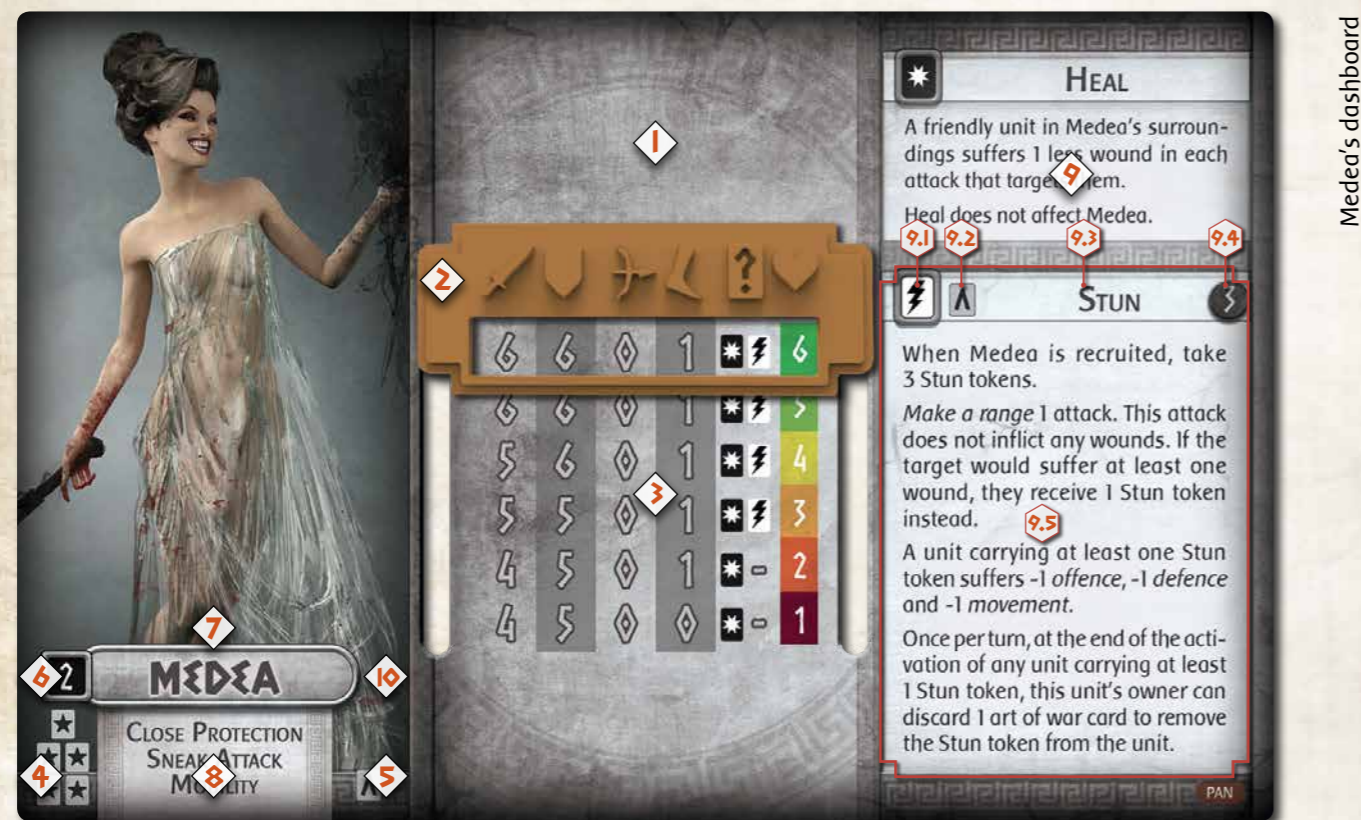 Medea's dashboard
HEAL
A friendly unit in Medea's surroun-
dings suffers 1 less wound in each
attack that
Heal does not affect Medea.
9
9.1 9.2 9.3 9.4
STUN
When Medea is recruited, take
3 Stun tokens.
Make a range 1 attack. This attack
does not inflict any wounds. If the
target would suffer at least one
wound, they receive 1 Stun token
instead.
9.5
A unit carrying at least one Stun
token suffers -1 offence, -1 defence
and -1 movement.
Once per turn, at the end of the acti-
vation of any unit carrying at least
1 Stun token, this unit's owner can
discard 1 art of war card to remove
the Stun token from the unit.
PAN
1
2
?
6 6 0 1 6
6 6 0 1 5
5 6 0 1 4
3
5 5 0 1 3
4 5 0 1 - 2
4 5 0 0 - 1
7
6 2 MEDEA 10
CLOSE PROTECTION
SNEAK ATTACK
4 8 5